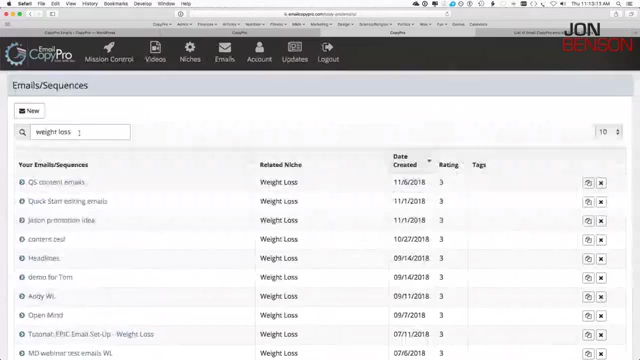 Safari File Edit View History Bookmarks Develop Window Help
Thu 11:13:13 AM
emailcopypro.com
CopyPro
CopyPro
JON BENSON
Email CopyPro
Mission Control Videos Niches Emails Account Updates Logout
Emails/Sequences
New
weight loss 10
Your Emails/Sequences Related Niche Date Created Rating Tags
QS content emails Weight Loss 11/6/2018 3
Quick Start editing emails Weight Loss 11/1/2018 3
Jason promotion idea Weight Loss 11/1/2018 3
content test Weight Loss 10/27/2018 3
Headlines Weight Loss 09/14/2018 3
demo for Tom Weight Loss 09/14/2018 3
Andy WL Weight Loss 09/11/2018 3
Open Mind Weight Loss 09/7/2018 3
Tutorial: EPIC Email Set-Up - Weight Loss Weight Loss 07/11/2018 3
MD webinar test emails WL Weight Loss 07/6/2018 3